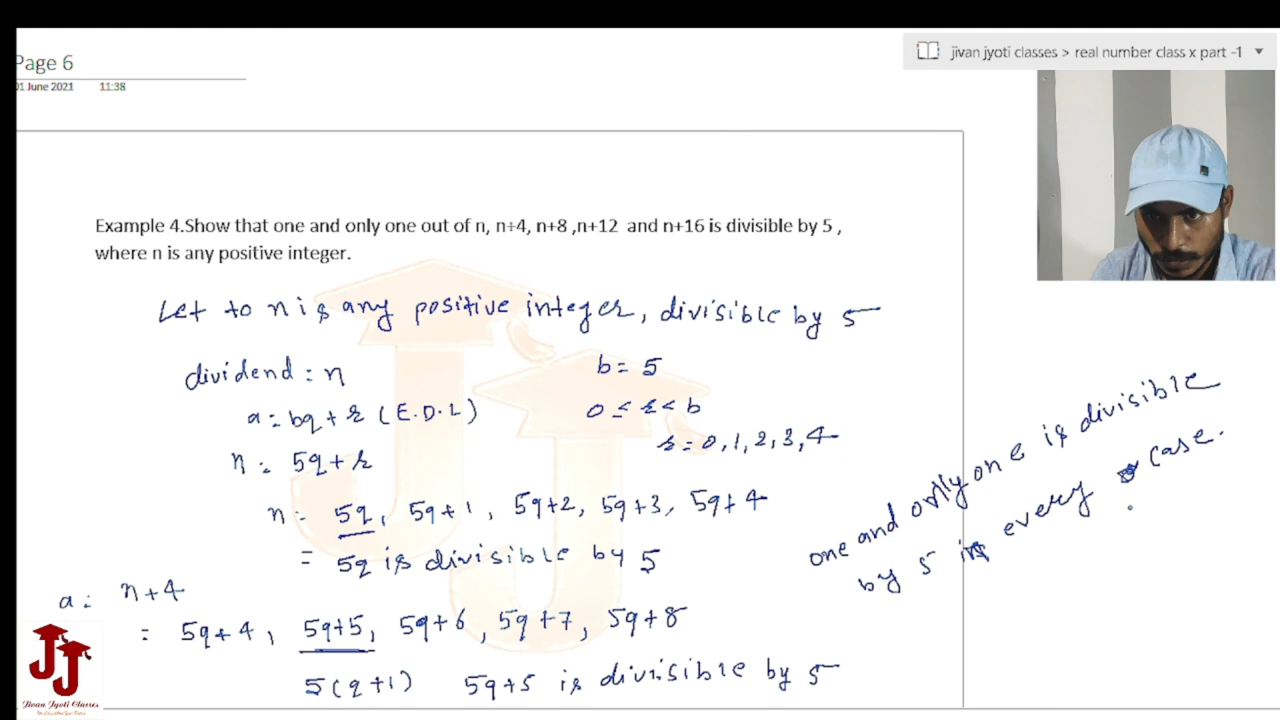 Page 6
01 June 2021 11:38
jivan jyoti classes > real number class x part -1
Example 4.Show that one and only one out of n, n+4, n+8 ,n+12 and n+16 is divisible by 5 ,
where n is any positive integer.
Let to n is any positive integer, divisible by 5
dividend = n b = 5
a = bq + r (E.D.L) 0 ≤ r < b
r = 0, 1, 2, 3, 4
n = 5q + r
n = 5q, 5q+1, 5q+2, 5q+3, 5q+4
= 5q is divisible by 5
a = n+4
= 5q+4, 5q+5, 5q+6, 5q+7, 5q+8
5(q+1) 5q+5 is divisible by 5
one and only one is divisible
by 5 in every case.
JJ
Jivan Jyoti Classes